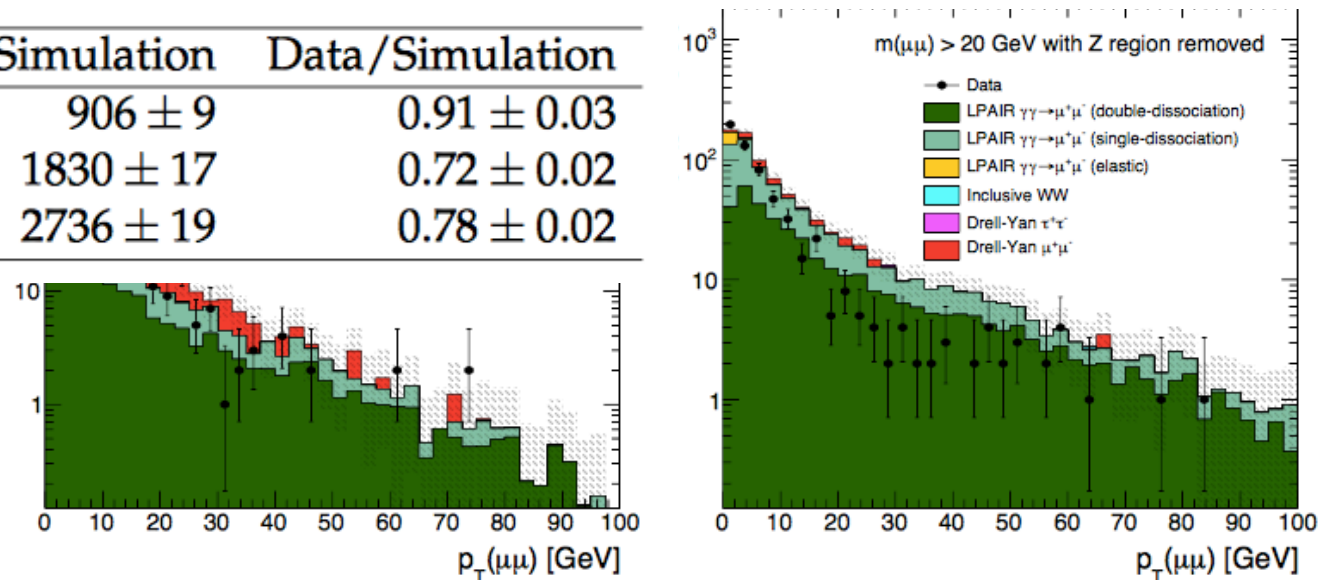 Simulation Data/Simulation
906 ± 9 0.91 ± 0.03
1830 ± 17 0.72 ± 0.02
2736 ± 19 0.78 ± 0.02
10
1
0 10 20 30 40 50 60 70 80 90 100
p_T(μμ) [GeV]
m(μμ) > 20 GeV with Z region removed
Data
LPAIR γγ→μ⁺μ⁻ (double-dissociation)
LPAIR γγ→μ⁺μ⁻ (single-dissociation)
LPAIR γγ→μ⁺μ⁻ (elastic)
Inclusive WW
Drell-Yan τ⁺τ⁻
Drell-Yan μ⁺μ⁻
10³
10²
10
1
0 10 20 30 40 50 60 70 80 90 100
p_T(μμ) [GeV]